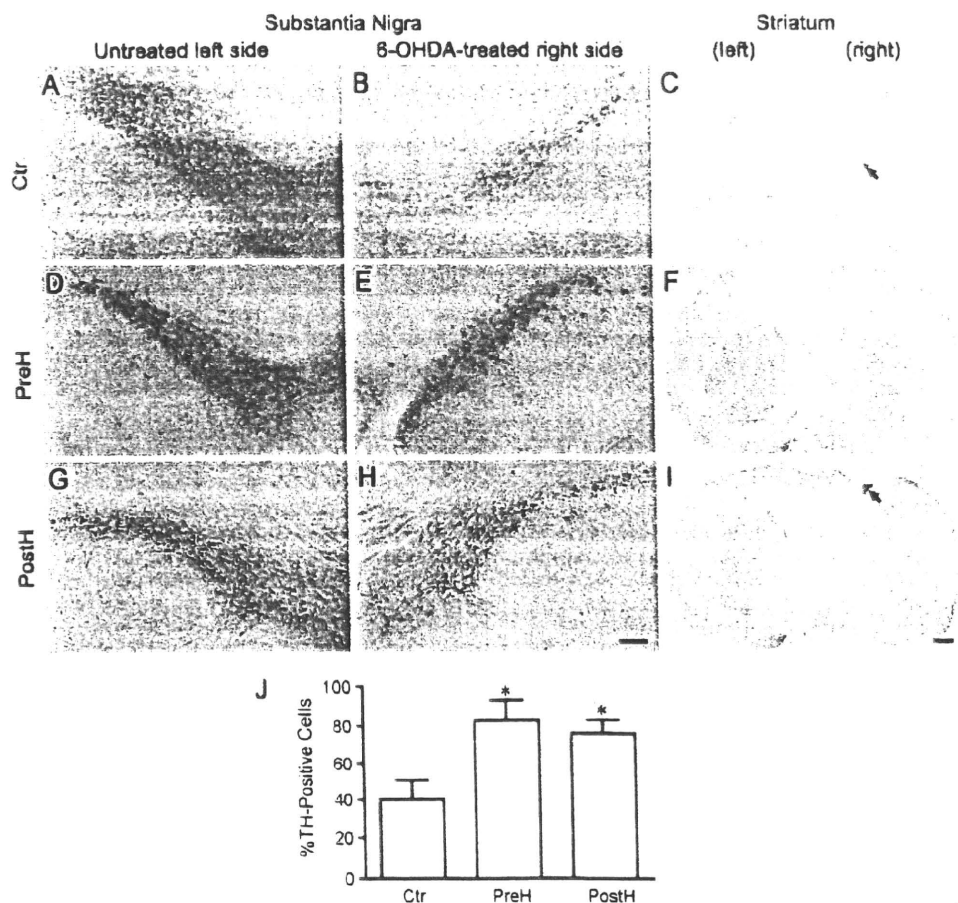 Substantia Nigra Striatum
Untreated left side 6-OHDA-treated right side (left) (right)
A B C
Ctr
D E F
PreH
G H I
PostH
J
%TH-Positive Cells
100
80
60
40
20
0
* *
Ctr PreH PostH